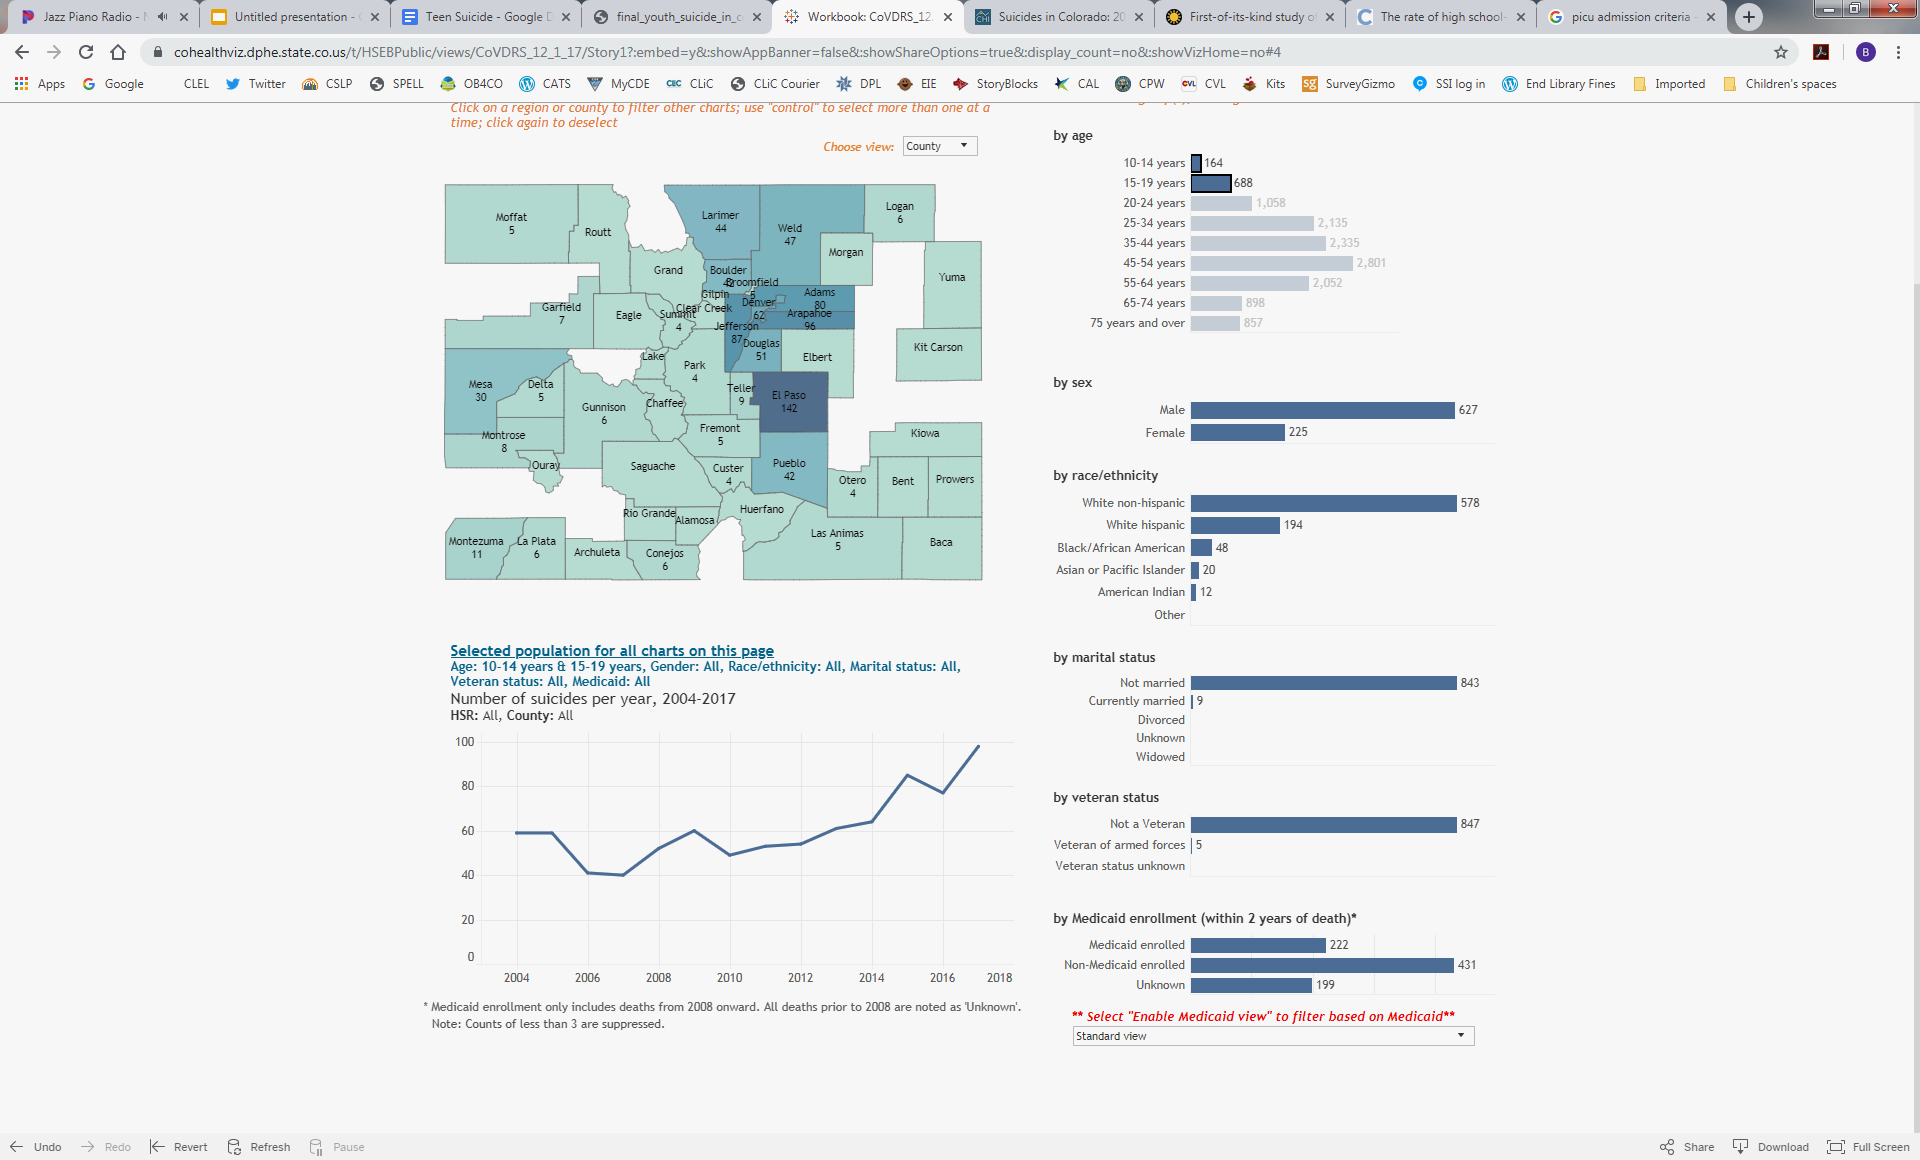 Jazz Piano Radio - N
Untitled presentation - G
Teen Suicide - Google D
final_youth_suicide_in_c
Workbook: CoVDRS_12_
Suicides in Colorado: 20
First-of-its-kind study o
The rate of high school-
picu admission criteria -
cohealthviz.dphe.state.co.us/t/HSEBPublic/views/CoVDRS_12_1_17/Story1?:embed=y&:showAppBanner=false&:showShareOptions=true&:display_count=no&:showVizHome=no#4
B
Apps Google CLEL Twitter CSLP SPELL OB4CO CATS MyCDE CLiC CLiC Courier DPL EIE StoryBlocks CAL CPW CVL Kits SurveyGizmo SSI log in End Library Fines Imported Children's spaces
Click on a region or county to filter other charts; use "control" to select more than one at a
time; click again to deselect
Choose view: County
Moffat
5
Routt
Larimer
44
Weld
47
Logan
6
Morgan
Yuma
Grand
Boulder
42
Broomfield
5
Gilpin
Clear Creek
Denver
62
Adams
80
Arapahoe
96
Garfield
7
Eagle
Summit
4
Jefferson
87
Douglas
51
Elbert
Kit Carson
Lake
Park
4
Mesa
30
Delta
5
Gunnison
6
Chaffee
Teller
9
El Paso
142
Montrose
8
Fremont
5
Kiowa
Ouray
Saguache
Custer
4
Pueblo
42
Otero
4
Bent
Prowers
Rio Grande
Alamosa
Huerfano
Las Animas
5
Baca
Montezuma
11
La Plata
6
Archuleta
Conejos
6
Selected population for all charts on this page
Age: 10-14 years & 15-19 years, Gender: All, Race/ethnicity: All, Marital status: All,
Veteran status: All, Medicaid: All
Number of suicides per year, 2004-2017
HSR: All, County: All
100
80
60
40
20
0
2004 2006 2008 2010 2012 2014 2016 2018
* Medicaid enrollment only includes deaths from 2008 onward. All deaths prior to 2008 are noted as 'Unknown'.
Note: Counts of less than 3 are suppressed.
by age
10-14 years 164
15-19 years 688
20-24 years 1,058
25-34 years 2,135
35-44 years 2,335
45-54 years 2,801
55-64 years 2,052
65-74 years 898
75 years and over 857
by sex
Male 627
Female 225
by race/ethnicity
White non-hispanic 578
White hispanic 194
Black/African American 48
Asian or Pacific Islander 20
American Indian 12
Other
by marital status
Not married 843
Currently married 9
Divorced
Unknown
Widowed
by veteran status
Not a Veteran 847
Veteran of armed forces 5
Veteran status unknown
by Medicaid enrollment (within 2 years of death)*
Medicaid enrolled 222
Non-Medicaid enrolled 431
Unknown 199
** Select "Enable Medicaid view" to filter based on Medicaid**
Standard view
Undo Redo Revert Refresh Pause Share Download Full Screen